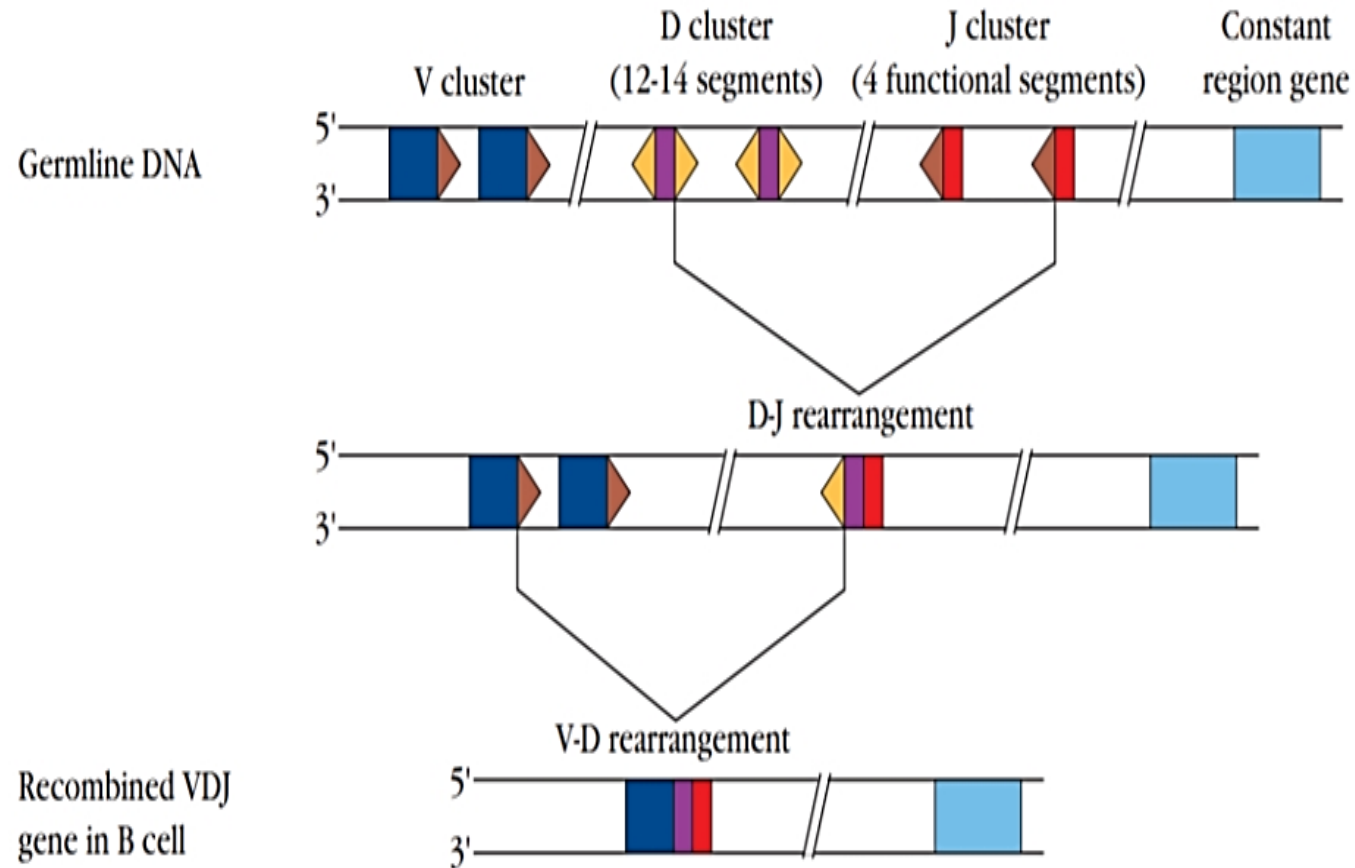 V cluster
D cluster
(12-14 segments)
J cluster
(4 functional segments)
Constant
region gene
Germline DNA
5'
3'
D-J rearrangement
5'
3'
V-D rearrangement
Recombined VDJ
gene in B cell
5'
3'